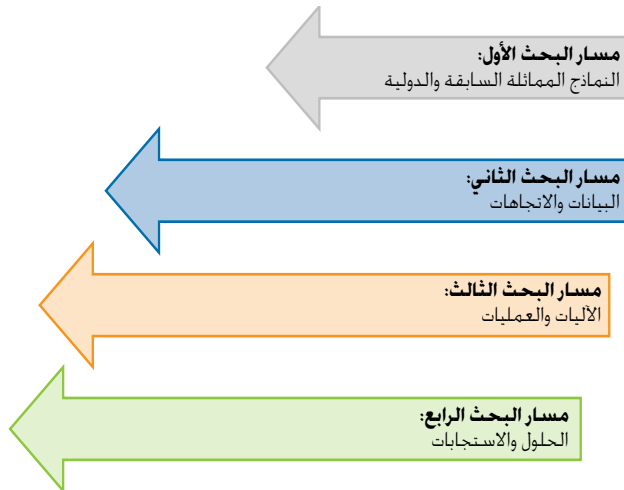 مسار البحث الأول:
النماذج المماثلة السابقة والدولية
مسار البحث الثاني:
البيانات والاتجاهات
مسار البحث الثالث:
الآليات والعمليات
مسار البحث الرابع:
الحلول والاستجابات